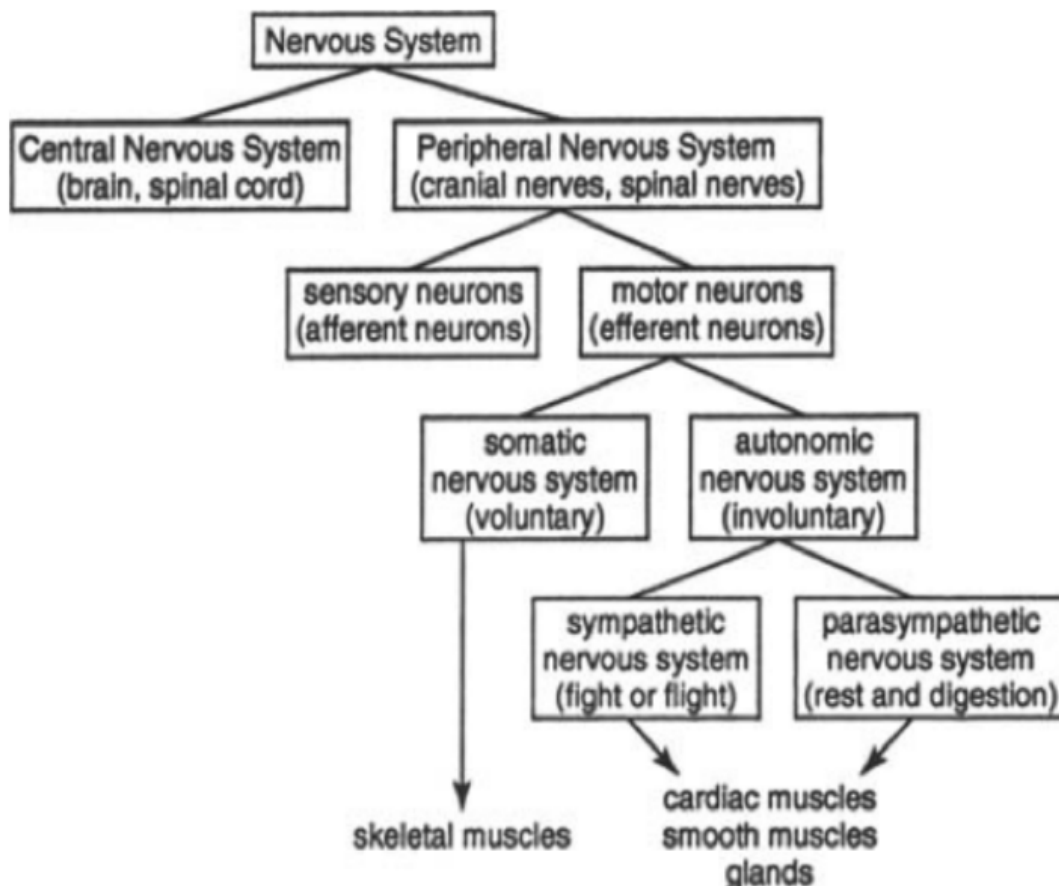 Nervous System
Central Nervous System
(brain, spinal cord)
Peripheral Nervous System
(cranial nerves, spinal nerves)
sensory neurons
(afferent neurons)
motor neurons
(efferent neurons)
somatic
nervous system
(voluntary)
autonomic
nervous system
(involuntary)
sympathetic
nervous system
(fight or flight)
parasympathetic
nervous system
(rest and digestion)
skeletal muscles
cardiac muscles
smooth muscles
glands